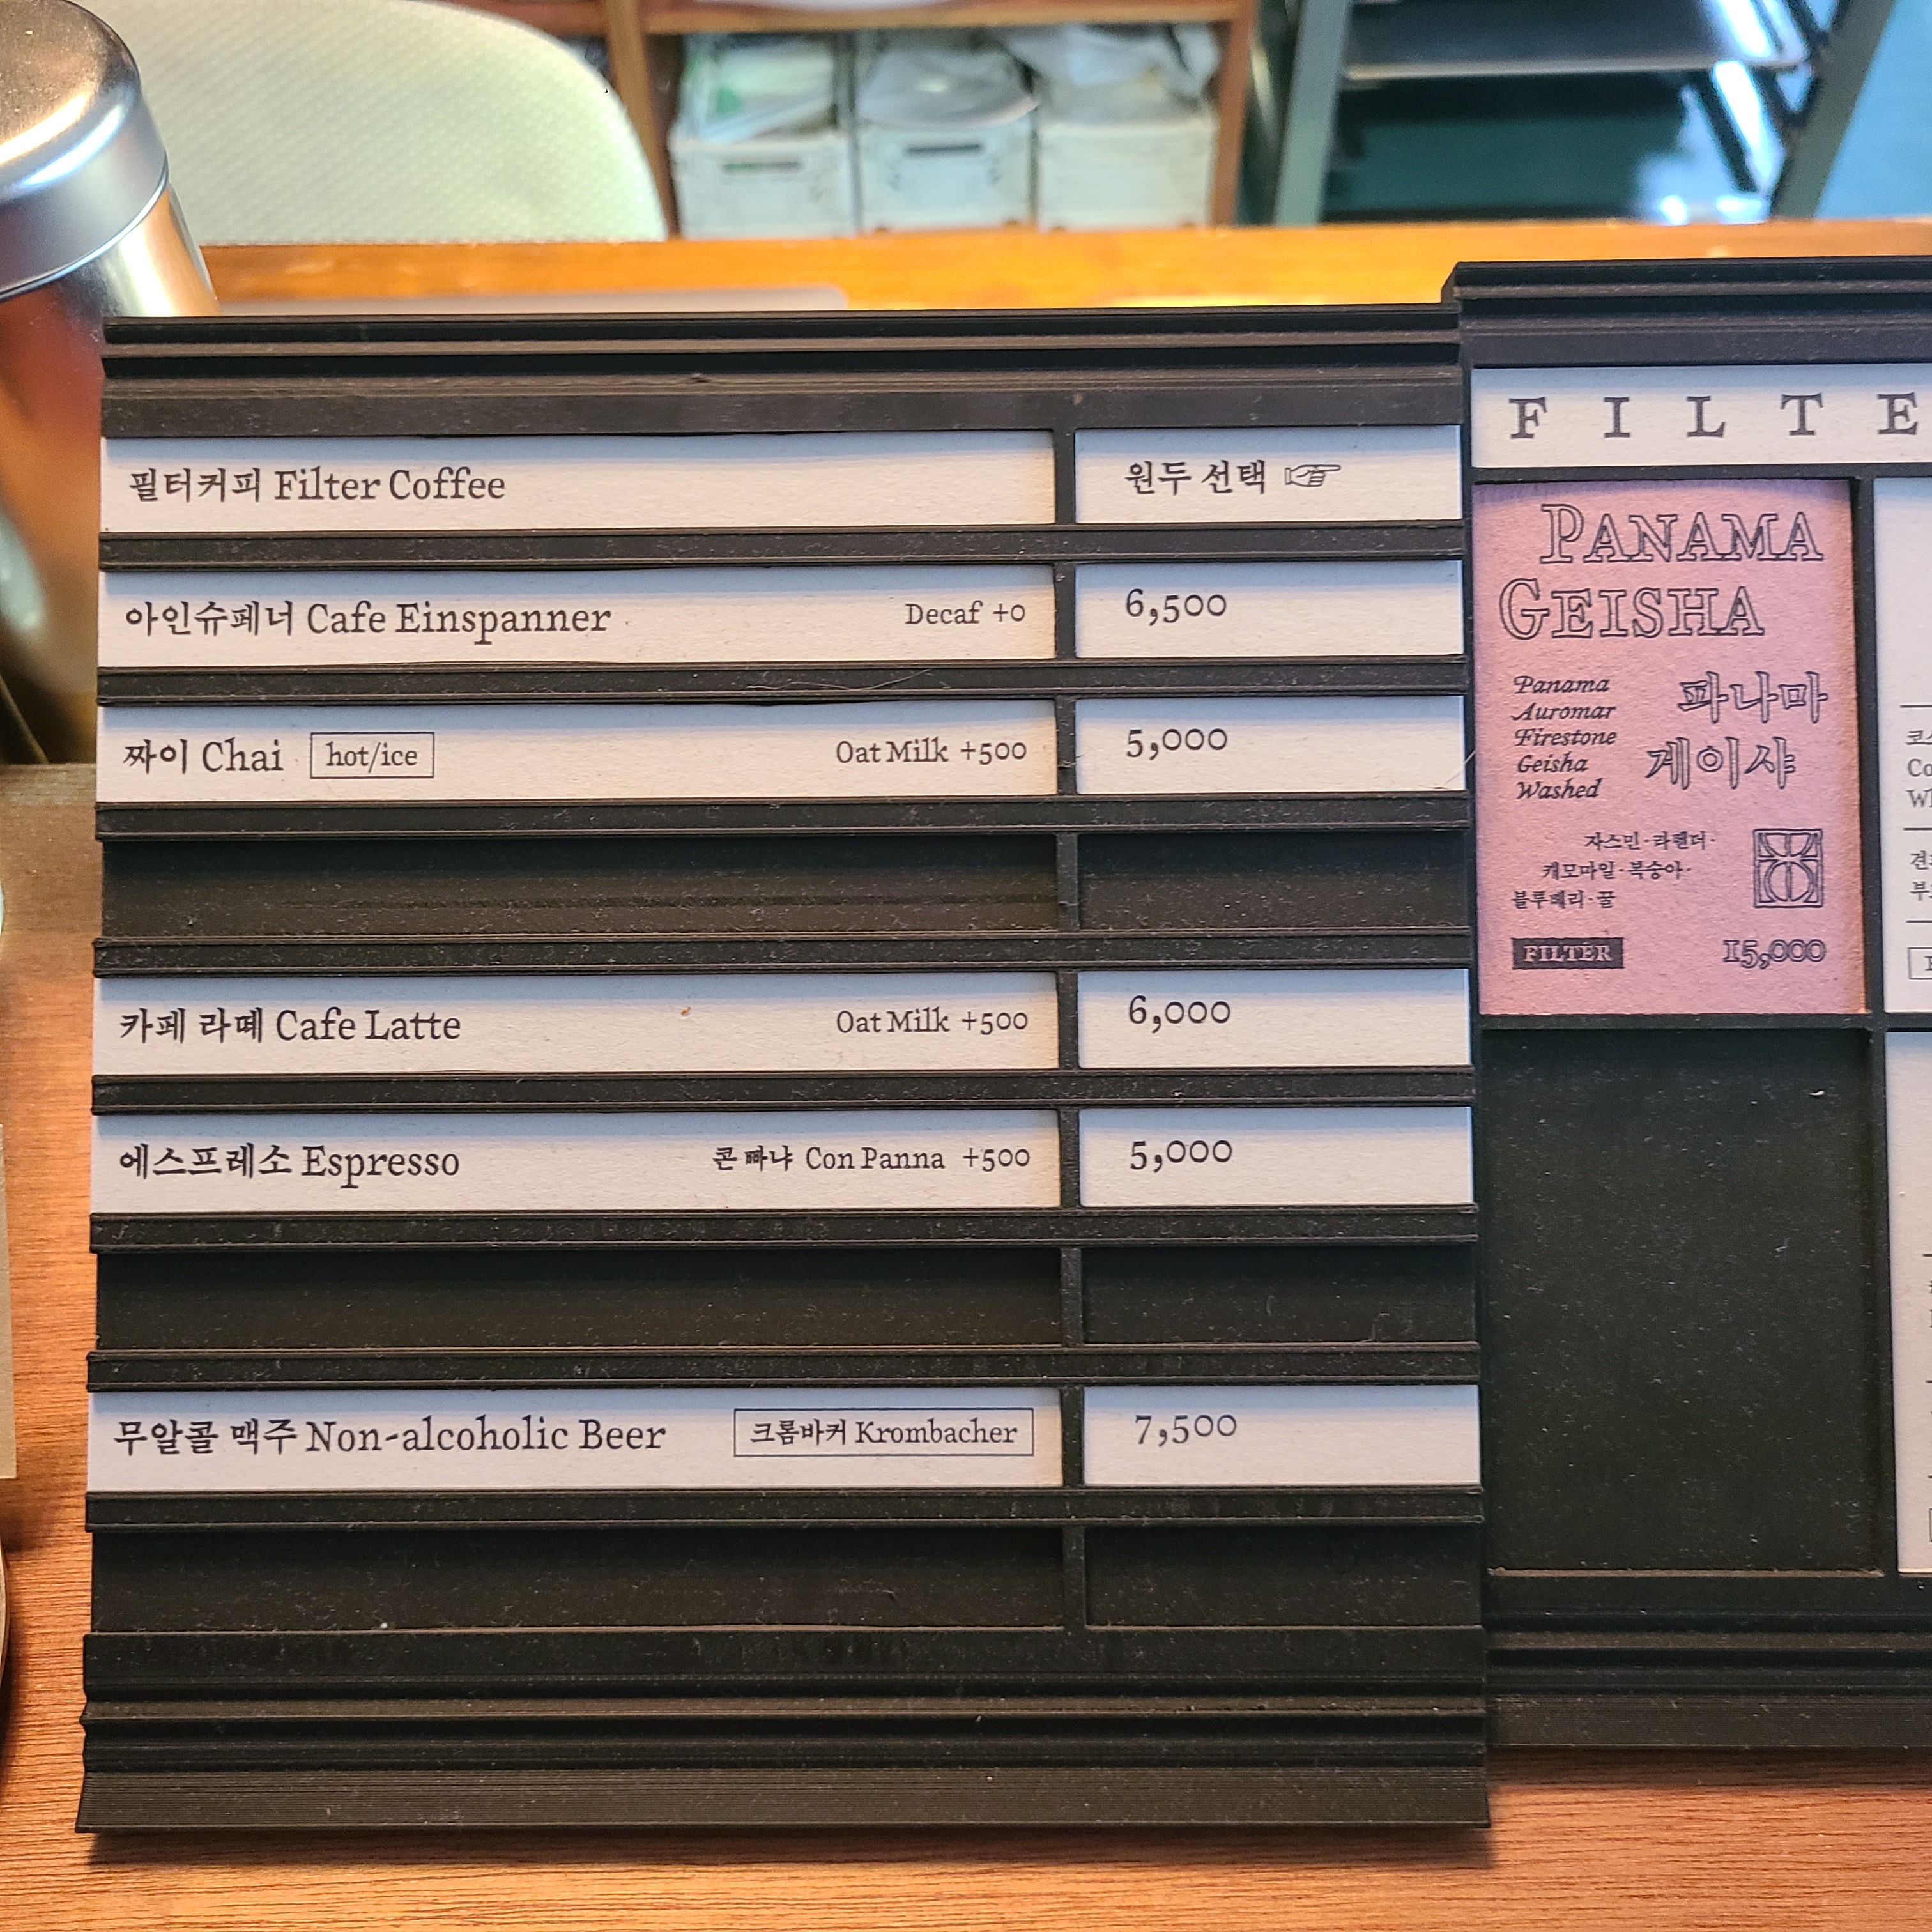 필터커피 Filter Coffee
원두 선택 ☞
아인슈페너 Cafe Einspanner Decaf +0
6,500
짜이 Chai hot/ice Oat Milk +500
5,000
카페 라떼 Cafe Latte Oat Milk +500
6,000
에스프레소 Espresso 콘 빠냐 Con Panna +500
5,000
무알콜 맥주 Non-alcoholic Beer 크롬바커 Krombacher
7,500
F I L T E
PANAMA
GEISHA
Panama
Auromar
Firestone
Geisha
Washed
파나마
게이샤
자스민·라벤더·
캐모마일·복숭아·
블루베리·꿀
FILTER
15,000